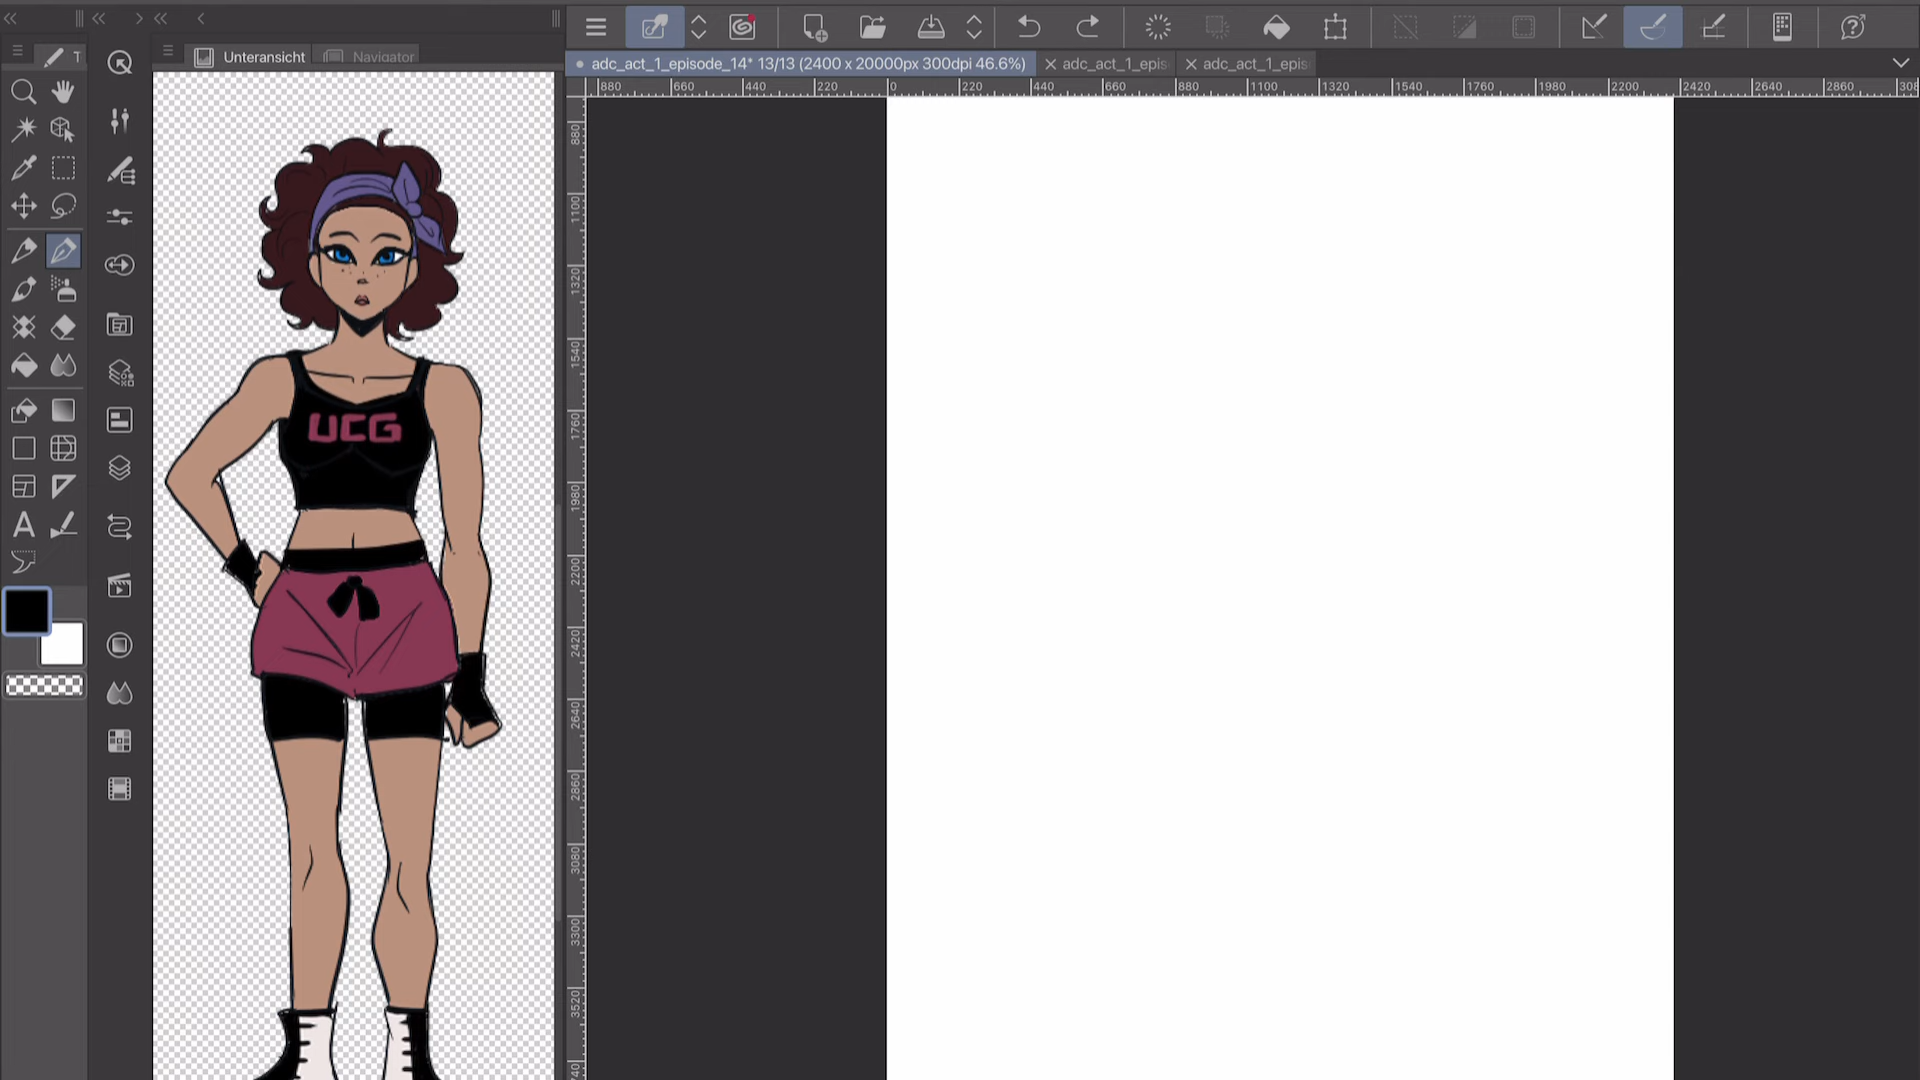 T
Unteransicht
Navigator
adc_act_1_episode_14* 13/13 (2400 x 20000px 300dpi 46.6%)
adc_act_1_epis
adc_act_1_epis
880 660 440 220 0 220 440 660 880 1100 1320 1540 1760 1980 2200 2420 2640 2860 308
880
1100
1320
1540
1760
1980
2200
2420
2640
2860
3080
3300
3520
740
UCG
A